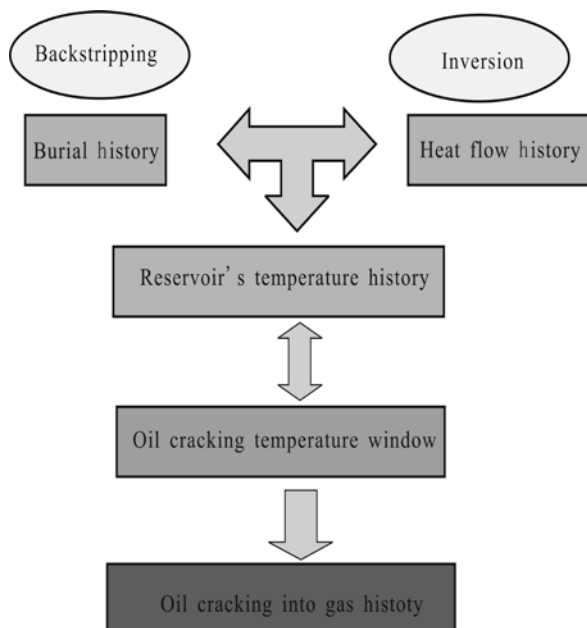 Backstripping
Inversion
Burial history
Heat flow history
Reservoir's temperature history
Oil cracking temperature window
Oil cracking into gas histoty